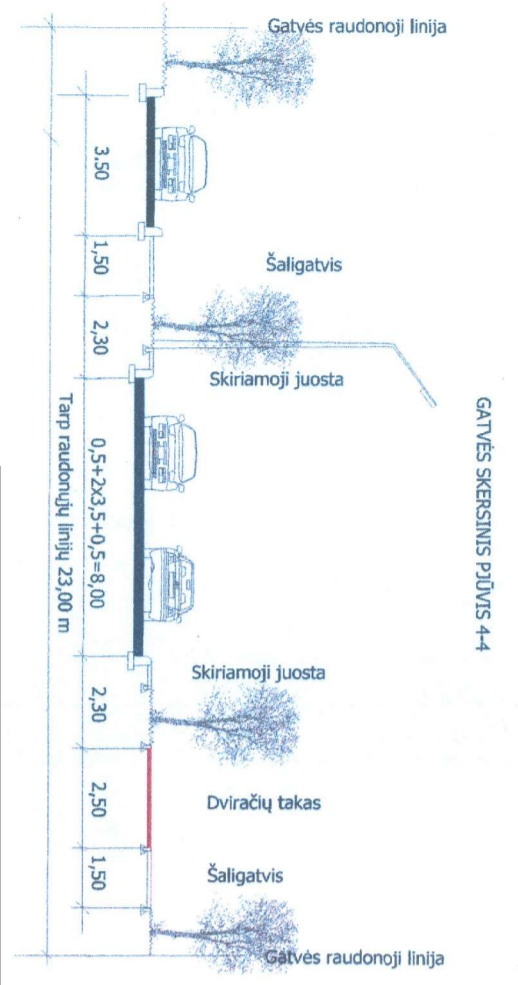 GATVĖS SKERSINIS PJŪVIS 4-4
Gatvės raudonoji linija
Šaligatvis
Skiriamoji juosta
Skiriamoji juosta
Dviračių takas
Šaligatvis
Gatvės raudonoji linija
3,50
1,50
2,30
0,5+2x3,5+0,5=8,00
2,30
2,50
1,50
Tarp raudonųjų linijų 23,00 m